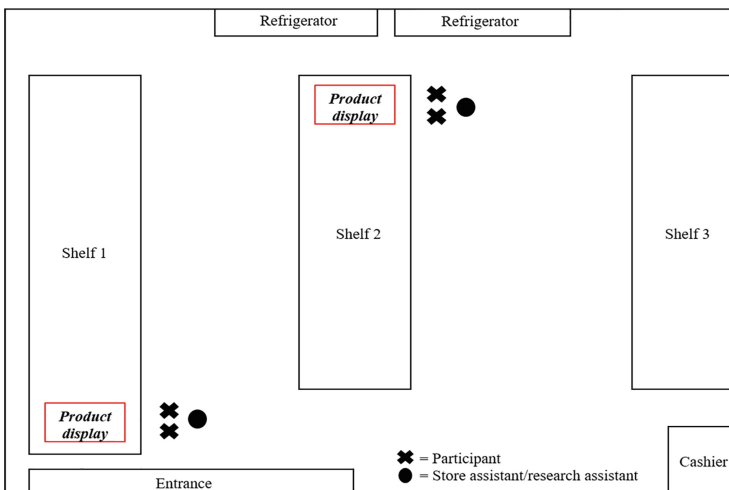 Refrigerator
Refrigerator
Product
display
Shelf 1
Shelf 2
Shelf 3
Product
display
= Participant
= Store assistant/research assistant
Cashier
Entrance